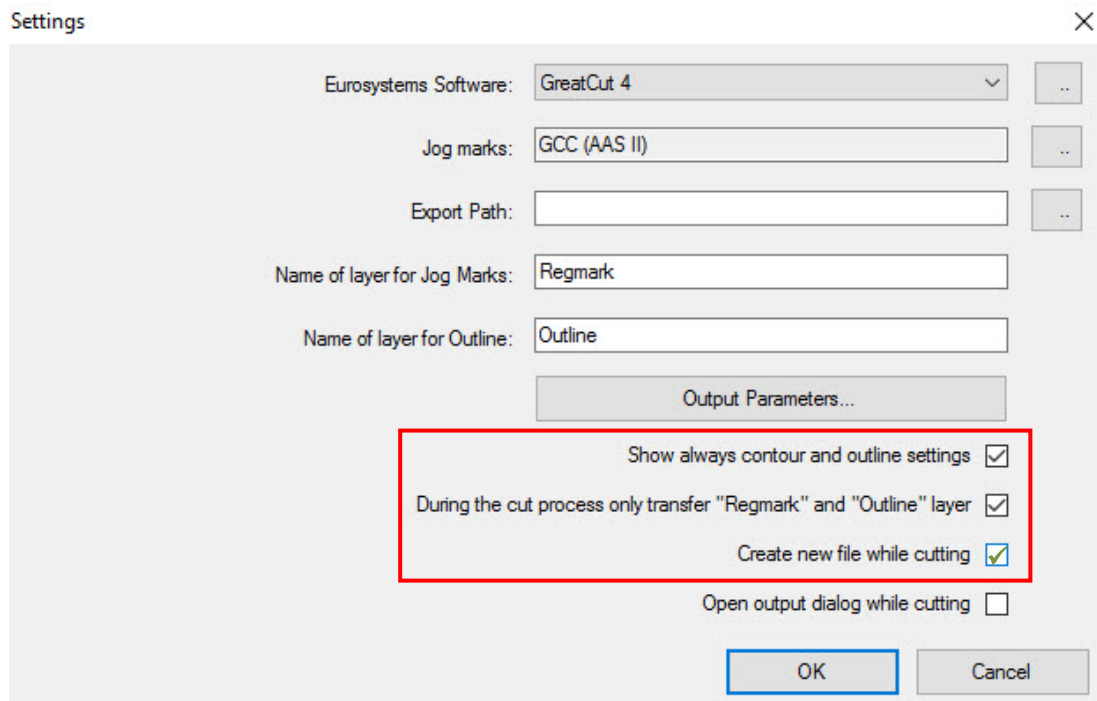 Settings
Eurosystems Software: GreatCut 4 ..
Jog marks: GCC (AAS II) ..
Export Path: ..
Name of layer for Jog Marks: Regmark
Name of layer for Outline: Outline
Output Parameters...
Show always contour and outline settings
During the cut process only transfer "Regmark" and "Outline" layer
Create new file while cutting
Open output dialog while cutting
OK Cancel